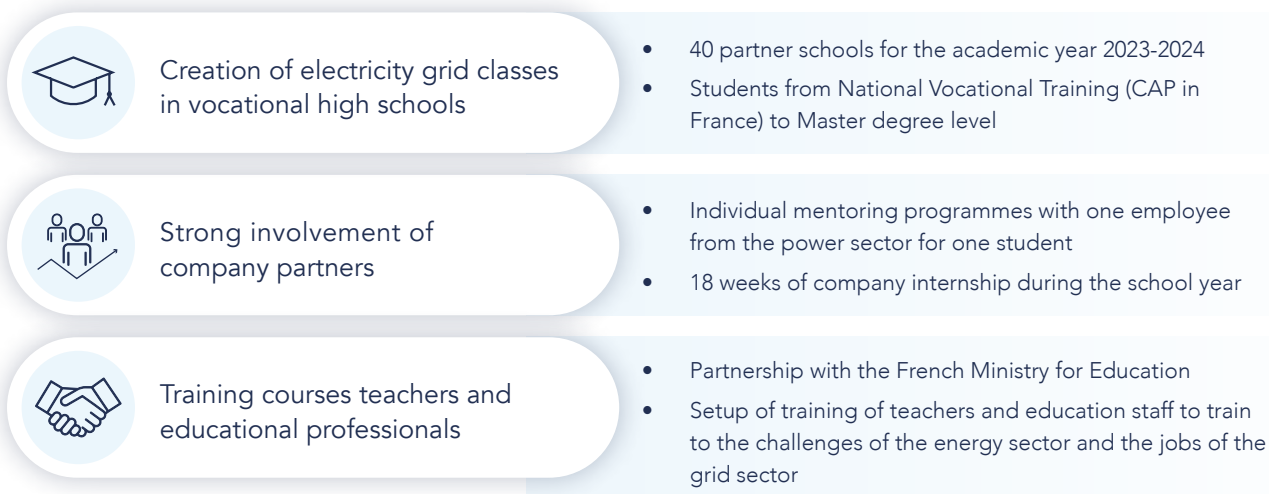 Creation of electricity grid classes
in vocational high schools
• 40 partner schools for the academic year 2023-2024
• Students from National Vocational Training (CAP in
France) to Master degree level
Strong involvement of
company partners
• Individual mentoring programmes with one employee
from the power sector for one student
• 18 weeks of company internship during the school year
Training courses teachers and
educational professionals
• Partnership with the French Ministry for Education
• Setup of training of teachers and education staff to train
to the challenges of the energy sector and the jobs of the
grid sector